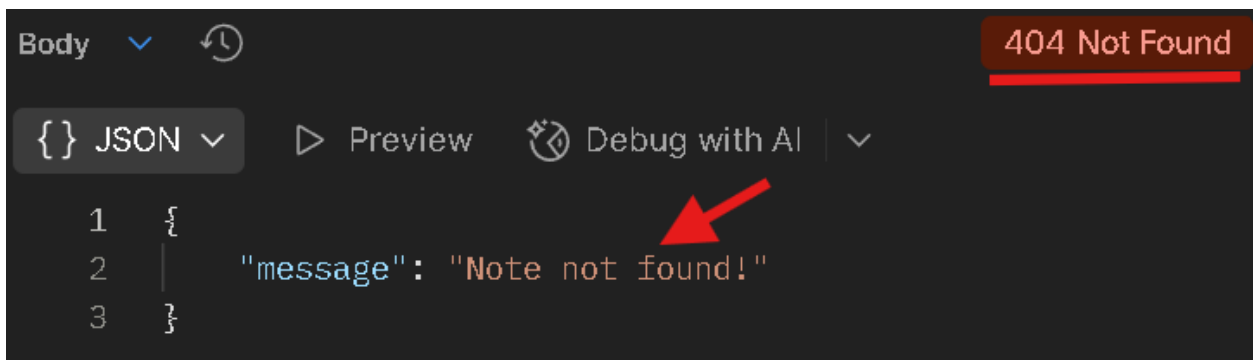 Body 404 Not Found
{} JSON Preview Debug with AI
1 {
2 "message": "Note not found!"
3 }